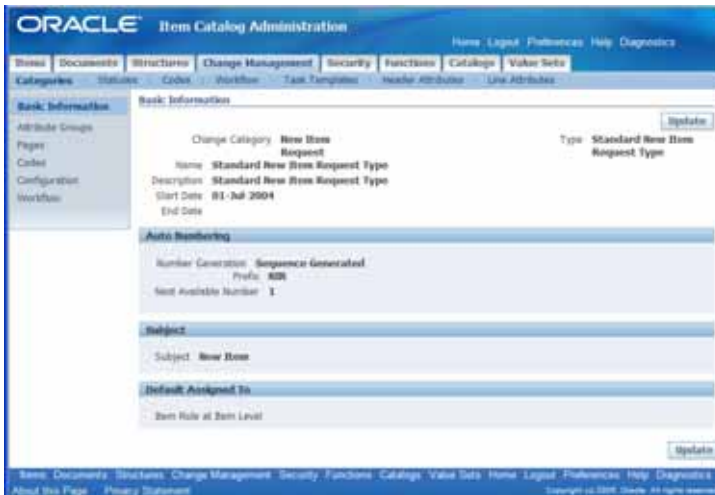 ORACLE Item Catalog Administration
Home Logout Preferences Help Diagnostics
Items Documents Structures Change Management Security Functions Catalogs Value Sets
Categories Statuses Codes Workflow Task Templates Header Attributes Line Attributes
Basic Information
Attribute Groups
Pages
Codes
Configuration
Workflow
Basic Information
Update
Change Category New Item Request
Type Standard New Item Request Type
Name Standard New Item Request Type
Description Standard New Item Request Type
Start Date 01-Jul-2004
End Date
Auto Numbering
Number Generation Sequence Generated
Prefix NIR
Next Available Number 1
Subject
Subject New Item
Default Assigned To
Item Role at Item Level
Update
Items Documents Structures Change Management Security Functions Catalogs Value Sets Home Logout Preferences Help Diagnostics
About this Page Privacy Statement